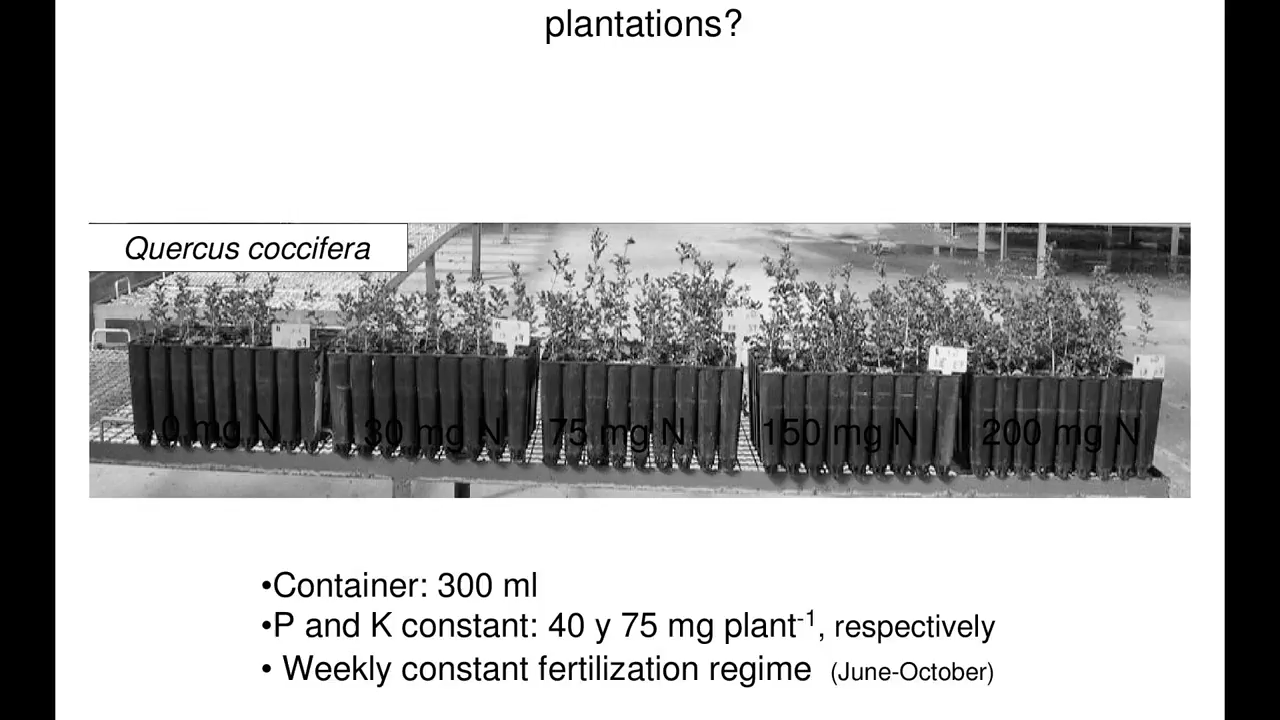 plantations?
Quercus coccifera
0 mg N 30 mg N 75 mg N 150 mg N 200 mg N
•Container: 300 ml
•P and K constant: 40 y 75 mg plant-1, respectively
• Weekly constant fertilization regime (June-October)